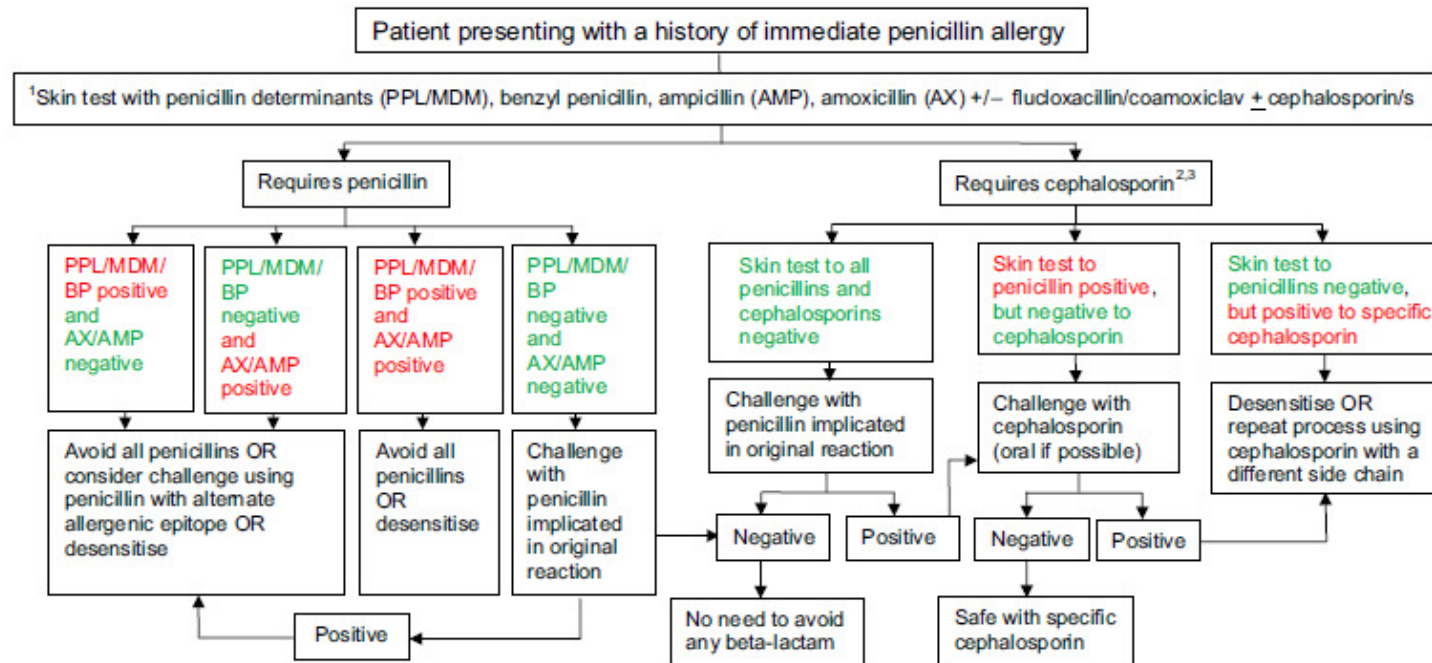 Patient presenting with a history of immediate penicillin allergy
¹Skin test with penicillin determinants (PPL/MDM), benzyl penicillin, ampicillin (AMP), amoxicillin (AX) +/− flucloxacillin/coamoxiclav + cephalosporin/s
Requires penicillin
Requires cephalosporin²,³
PPL/MDM/
BP positive
and
AX/AMP
negative
PPL/MDM/
BP
negative
and
AX/AMP
positive
PPL/MDM/
BP positive
and
AX/AMP
positive
PPL/MDM/
BP
negative
and
AX/AMP
negative
Skin test to all
penicillins and
cephalosporins
negative
Skin test to
penicillin positive,
but negative to
cephalosporin
Skin test to
penicillins negative,
but positive to specific
cephalosporin
Avoid all penicillins OR
consider challenge using
penicillin with alternate
allergenic epitope OR
desensitise
Avoid all
penicillins
OR
desensitise
Challenge
with
penicillin
implicated
in original
reaction
Challenge with
penicillin implicated
in original reaction
Challenge with
cephalosporin
(oral if possible)
Desensitise OR
repeat process using
cephalosporin with a
different side chain
Negative
Positive
Negative
Positive
Positive
No need to avoid
any beta-lactam
Safe with specific
cephalosporin